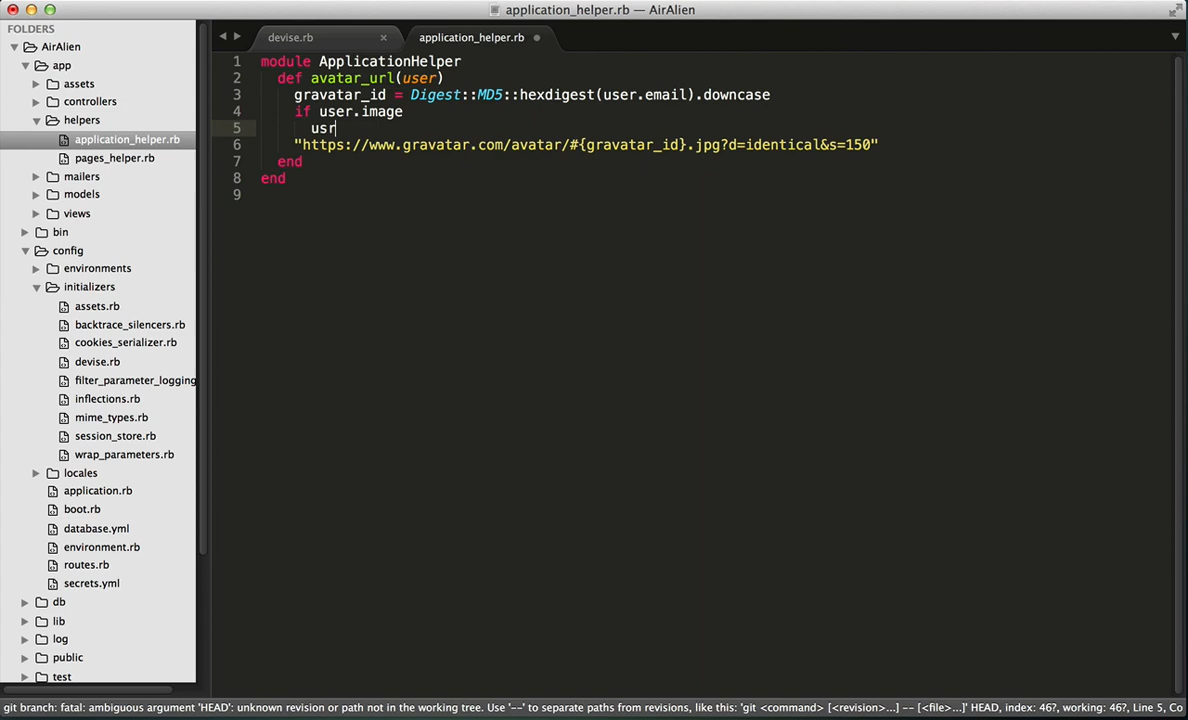 application_helper.rb — AirAlien
FOLDERS
AirAlien
app
assets
controllers
helpers
application_helper.rb
pages_helper.rb
mailers
models
views
bin
config
environments
initializers
assets.rb
backtrace_silencers.rb
cookies_serializer.rb
devise.rb
filter_parameter_logging
inflections.rb
mime_types.rb
session_store.rb
wrap_parameters.rb
locales
application.rb
boot.rb
database.yml
environment.rb
routes.rb
secrets.yml
db
lib
log
public
test
devise.rb
application_helper.rb
1 module ApplicationHelper
2 def avatar_url(user)
3 gravatar_id = Digest::MD5::hexdigest(user.email).downcase
4 if user.image
5 usr
6 "https://www.gravatar.com/avatar/#{gravatar_id}.jpg?d=identical&s=150"
7 end
8 end
9
git branch: fatal: ambiguous argument 'HEAD': unknown revision or path not in the working tree. Use '--' to separate paths from revisions, like this: 'git <command> [<revision>...] -- [<file>...]' HEAD, index: 46?, working: 46?, Line 5, Co